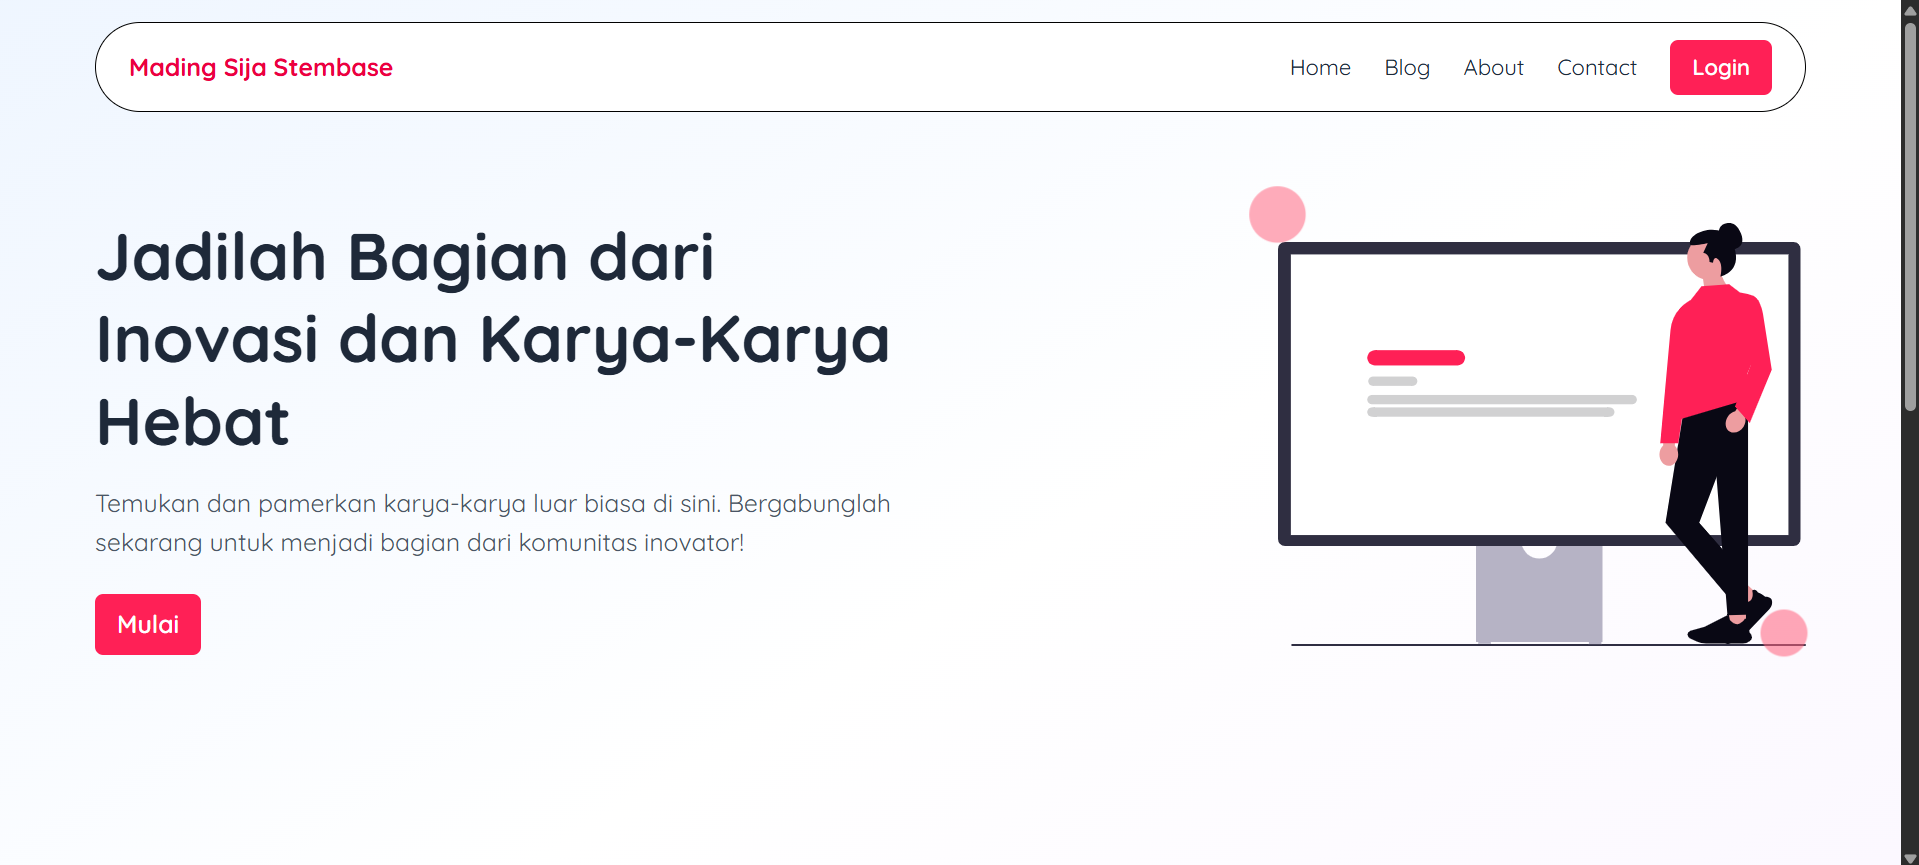 Mading Sija Stembase
Home Blog About Contact Login
Jadilah Bagian dari
Inovasi dan Karya-Karya
Hebat
Temukan dan pamerkan karya-karya luar biasa di sini. Bergabunglah
sekarang untuk menjadi bagian dari komunitas inovator!
Mulai